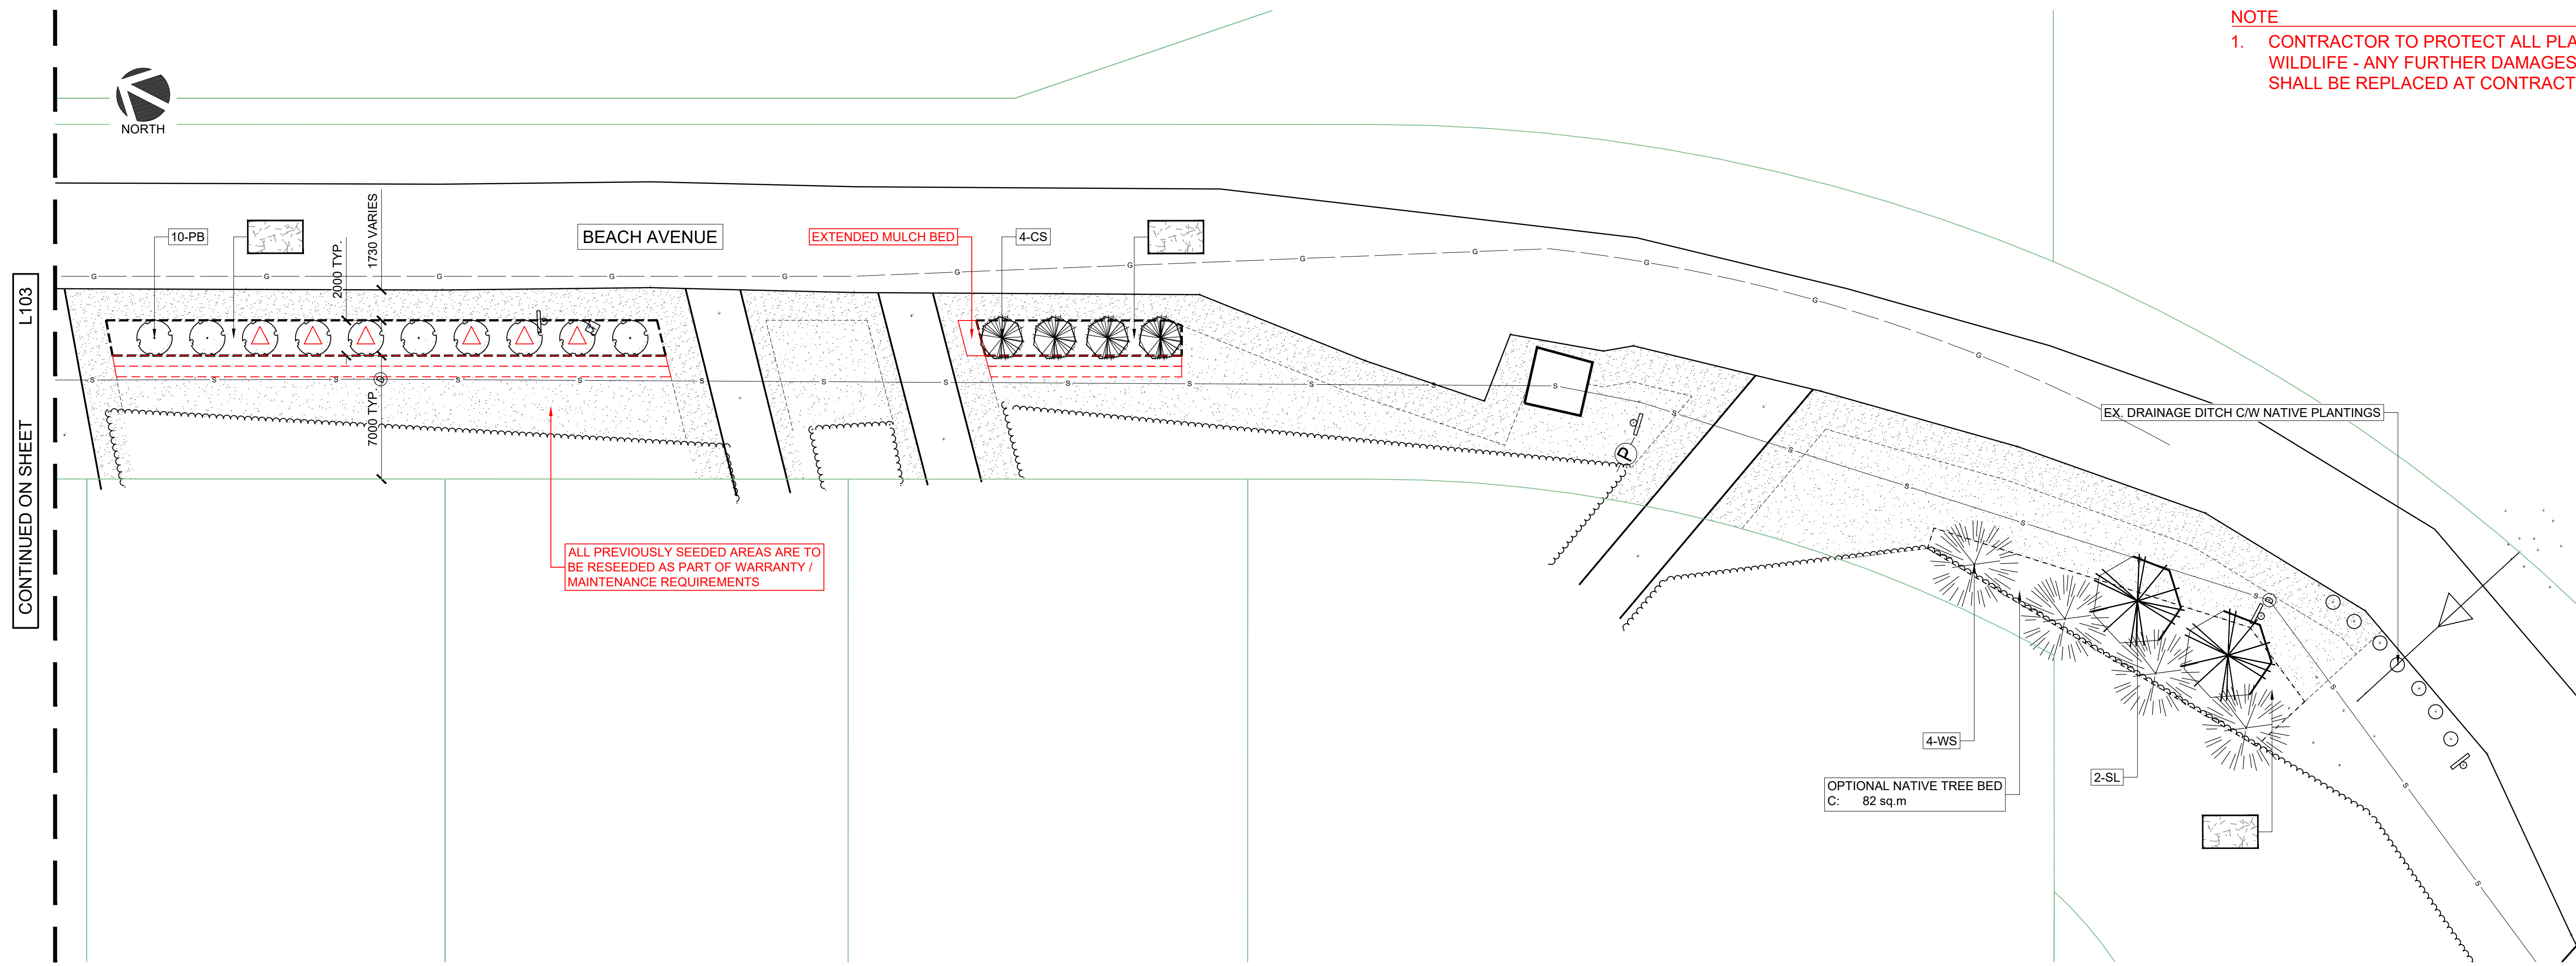 NOTE
1. CONTRACTOR TO PROTECT ALL
WILDLIFE - ANY FURTHER DAMAGES
SHALL BE REPLACED AT
NORTH
CONTINUED ON SHEET L103
10-PB
2000 TYP.
1730 VARIES
7000 TYP.
BEACH AVENUE
EXTENDED MULCH BED
4-CS
G G G G G G G G G G G G
S S S S S S S S S S S S S S S S S S S S
D
P
EX. DRAINAGE DITCH C/W NATIVE PLANTINGS
ALL PREVIOUSLY SEEDED AREAS ARE TO
BE RESEEDED AS PART OF WARRANTY /
MAINTENANCE REQUIREMENTS
D
4-WS
OPTIONAL NATIVE TREE BED
C: 82 sq.m
2-SL